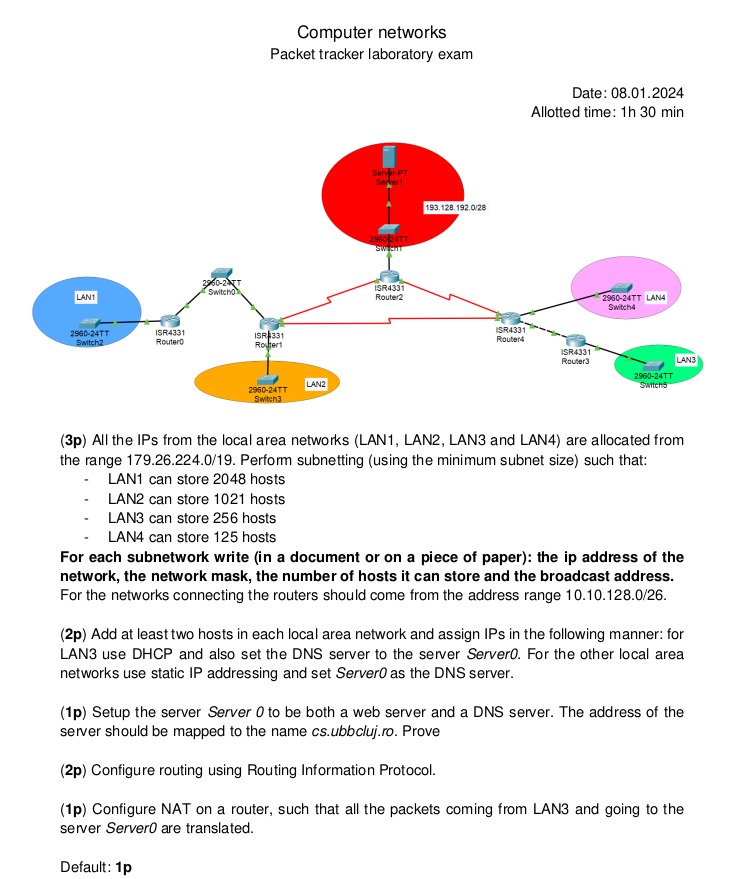 Computer networks
Packet tracker laboratory exam
Date: 08.01.2024
Allotted time: 1h 30 min
Server-PT
Server1
193.128.192.0/28
2960-24TT
Switch1
ISR4331
Router2
2960-24TT
Switch0
LAN1
2960-24TT
Switch2
ISR4331
Router0
ISR4331
Router1
2960-24TT
Switch3
LAN2
2960-24TT
Switch4
LAN4
ISR4331
Router4
ISR4331
Router3
LAN3
2960-24TT
Switch5
(3p) All the IPs from the local area networks (LAN1, LAN2, LAN3 and LAN4) are allocated from
the range 179.26.224.0/19. Perform subnetting (using the minimum subnet size) such that:
- LAN1 can store 2048 hosts
- LAN2 can store 1021 hosts
- LAN3 can store 256 hosts
- LAN4 can store 125 hosts
For each subnetwork write (in a document or on a piece of paper): the ip address of the
network, the network mask, the number of hosts it can store and the broadcast address.
For the networks connecting the routers should come from the address range 10.10.128.0/26.
(2p) Add at least two hosts in each local area network and assign IPs in the following manner: for
LAN3 use DHCP and also set the DNS server to the server Server0. For the other local area
networks use static IP addressing and set Server0 as the DNS server.
(1p) Setup the server Server 0 to be both a web server and a DNS server. The address of the
server should be mapped to the name cs.ubbcluj.ro. Prove
(2p) Configure routing using Routing Information Protocol.
(1p) Configure NAT on a router, such that all the packets coming from LAN3 and going to the
server Server0 are translated.
Default: 1p